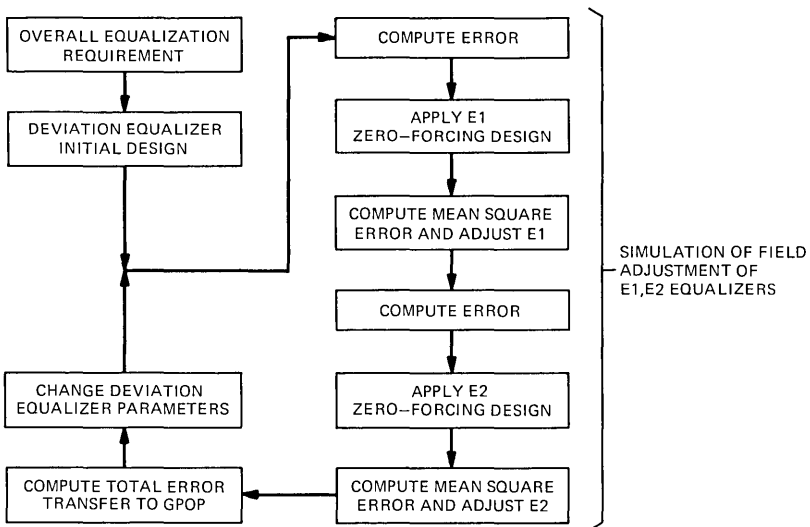 OVERALL EQUALIZATION
REQUIREMENT
DEVIATION EQUALIZER
INITIAL DESIGN
CHANGE DEVIATION
EQUALIZER PARAMETERS
COMPUTE TOTAL ERROR
TRANSFER TO GPOP
COMPUTE ERROR
APPLY E1
ZERO–FORCING DESIGN
COMPUTE MEAN SQUARE
ERROR AND ADJUST E1
COMPUTE ERROR
APPLY E2
ZERO–FORCING DESIGN
COMPUTE MEAN SQUARE
ERROR AND ADJUST E2
SIMULATION OF FIELD
ADJUSTMENT OF
E1,E2 EQUALIZERS